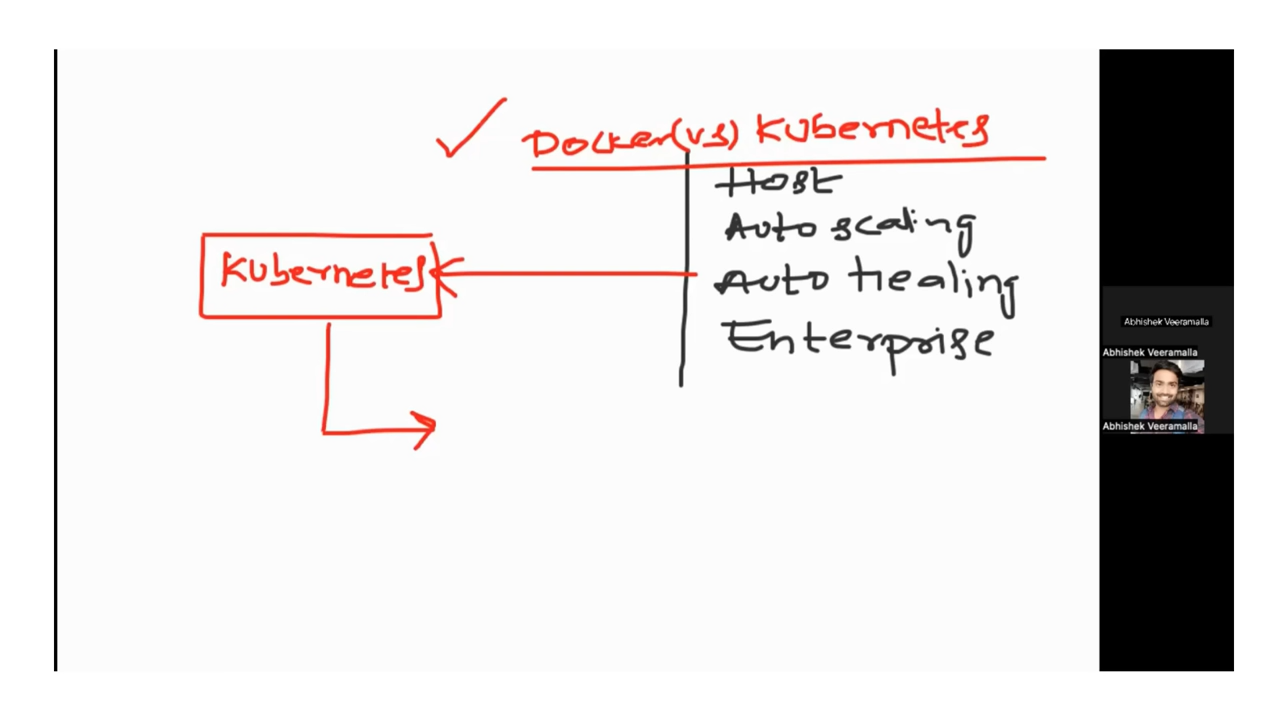 Docker(vs) Kubernetes
Host
Auto scaling
Auto healing
Enterprise
Kubernetes
Abhishek Veeramalla
Abhishek Veeramalla
Abhishek Veeramalla